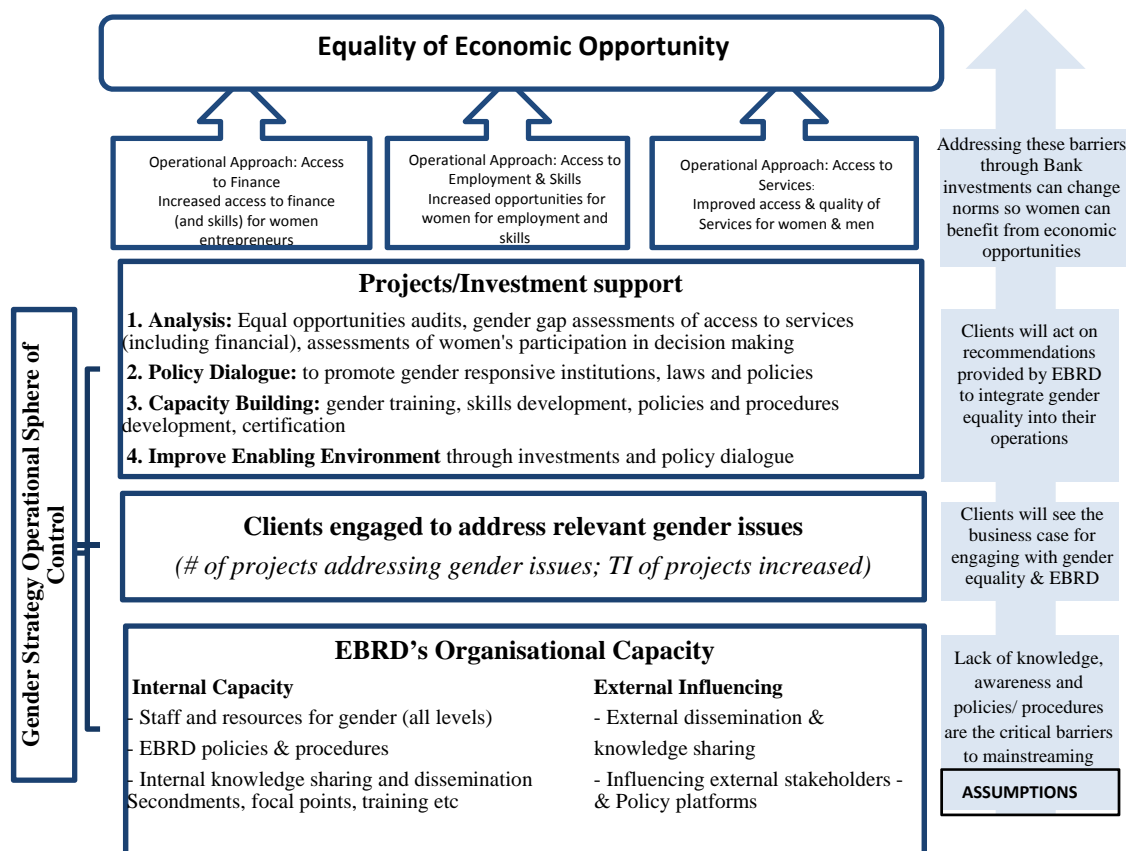 Equality of Economic Opportunity
Operational Approach: Access
to Finance
Increased access to finance
(and skills) for women
entrepreneurs
Operational Approach: Access to
Employment & Skills
Increased opportunities for
women for employment and
skills
Operational Approach: Access to
Services:
Improved access & quality of
Services for women & men
Addressing these barriers
through Bank
investments can change
norms so women can
benefit from economic
opportunities
Projects/Investment support
1. Analysis: Equal opportunities audits, gender gap assessments of access to services
(including financial), assessments of women's participation in decision making
2. Policy Dialogue: to promote gender responsive institutions, laws and policies
3. Capacity Building: gender training, skills development, policies and procedures
development, certification
4. Improve Enabling Environment through investments and policy dialogue
Clients will act on
recommendations
provided by EBRD
to integrate gender
equality into their
operations
Gender Strategy Operational Sphere of
Control
Clients engaged to address relevant gender issues
(# of projects addressing gender issues; TI of projects increased)
Clients will see the
business case for
engaging with gender
equality & EBRD
EBRD's Organisational Capacity
Internal Capacity
- Staff and resources for gender (all levels)
- EBRD policies & procedures
- Internal knowledge sharing and dissemination
Secondments, focal points, training etc
External Influencing
- External dissemination &
knowledge sharing
- Influencing external stakeholders -
& Policy platforms
Lack of knowledge,
awareness and
policies/ procedures
are the critical barriers
to mainstreaming
ASSUMPTIONS